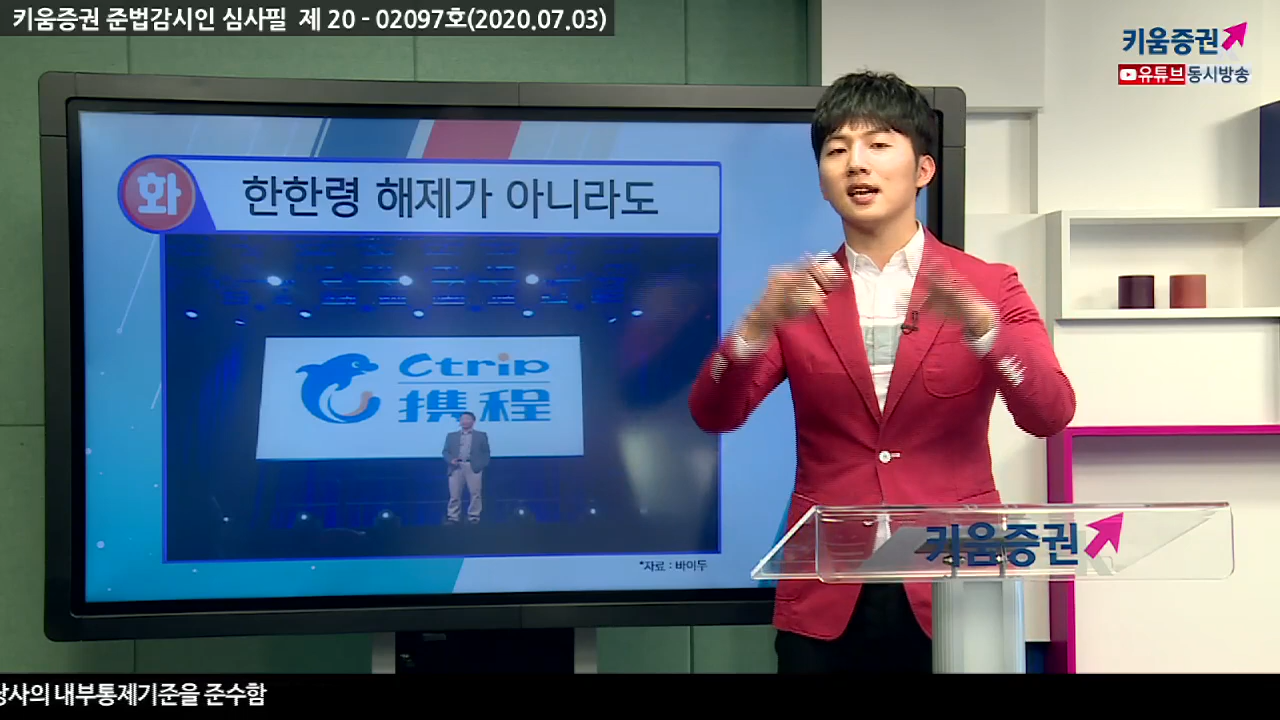 키움증권 준법감시인 심사필 제 20 - 02097호(2020.07.03)
키움증권
유튜브동시방송
화
한한령 해제가 아니라도
Ctrip
携程
*자료 : 바이두
키움증권
당사의 내부통제기준을 준수함